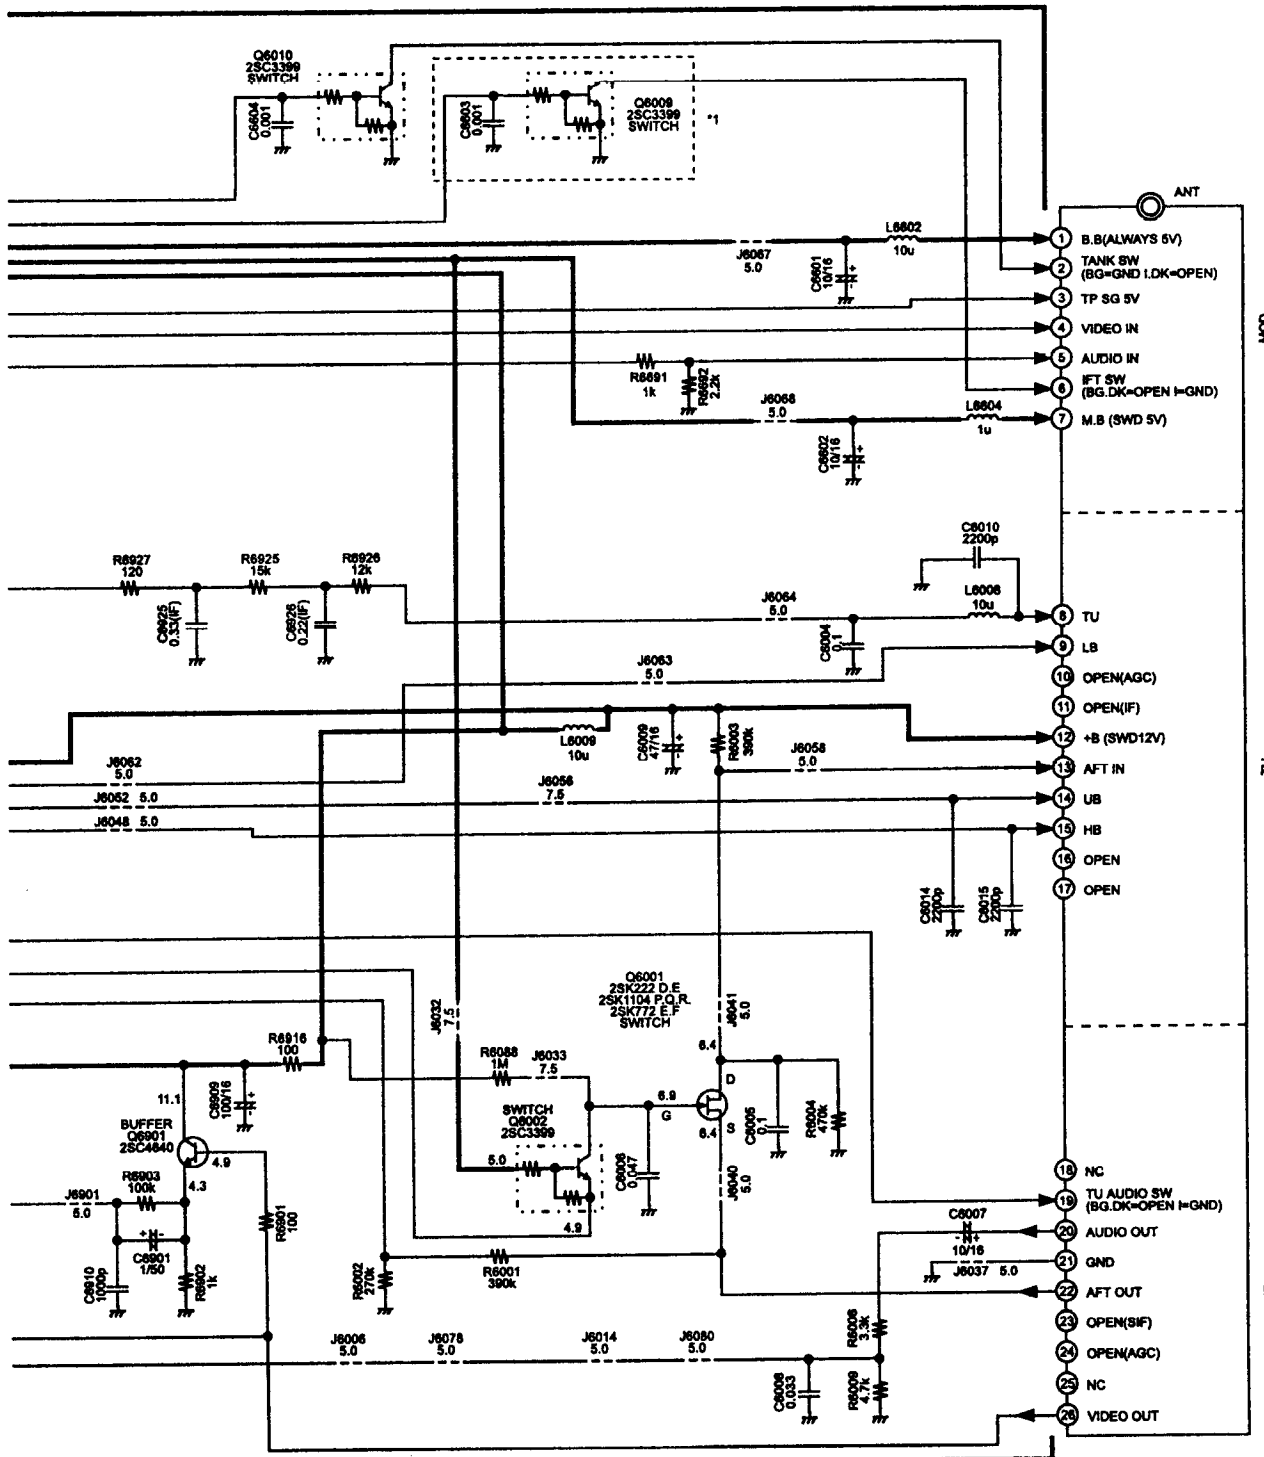 Q6010
2SC3399
SWITCH
C6604
0.001
C6603
0.001
Q6009
2SC3399
SWITCH
*1
ANT
L6602
10u
1 B.B(ALWAYS 5V)
J6067
5.0
C6601
10/16
- +
2 TANK SW
(BG=GND I.DK=OPEN)
3 TP SG 5V
4 VIDEO IN
5 AUDIO IN
R6691
1k
R6692
2.2k
6 IFT SW
(BG.DK=OPEN I=GND)
J6066
5.0
L6604
1u
7 M.B (SWD 5V)
C6602
10/16
- +
C6010
2200p
R6927
120
R6925
15k
R6926
12k
C6925
0.33(IF)
C6926
0.22(IF)
J6064
5.0
L6006
10u
8 TU
C6004
0.1
9 LB
J6063
5.0
10 OPEN(AGC)
11 OPEN(IF)
12 +B (SWD12V)
L6009
10u
C6009
47/16
- +
R6003
390k
J6058
5.0
13 AFT IN
J6062
5.0
J6052 5.0
J6056
7.5
14 UB
J6048 5.0
15 HB
16 OPEN
17 OPEN
C6014
2200p
C6015
2200p
Q6001
2SK222 D.E
2SK1104 P.Q.R.
2SK772 E.F
SWITCH
J6032
7.5
J6041
5.0
R6916
100
R6088
1M
J6033
7.5
6.4
D
C6909
100/16
- +
11.1
6.9
G
6.4
S
C6005
0.1
R6004
470k
BUFFER
Q6901
2SC4640
4.9
4.3
SWITCH
Q6002
2SC3399
5.0
4.9
C6006
0.047
J6040
5.0
18 NC
19 TU AUDIO SW
(BG.DK=OPEN I=GND)
J6901
5.0
R6903
100k
+ -
C6901
1/50
C6910
1000p
R6902
1k
R6901
100
R6002
270k
R6001
390k
C6007
- +
10/16
20 AUDIO OUT
21 GND
J6037 5.0
22 AFT OUT
23 OPEN(SIF)
24 OPEN(AGC)
25 NC
26 VIDEO OUT
J6006
5.0
J6078
5.0
J6014
5.0
J6080
5.0
R6008
3.3k
R6009
4.7k
C6008
0.033